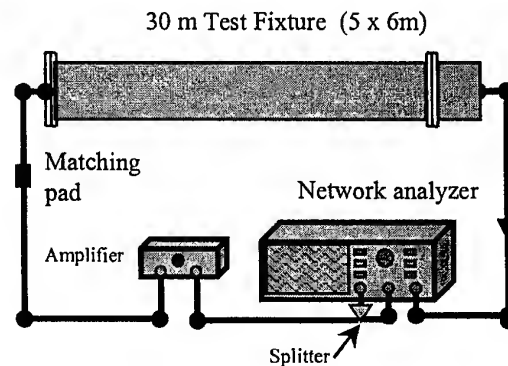 30 m Test Fixture (5 x 6m)
Matching
pad
Network analyzer
Amplifier
Splitter